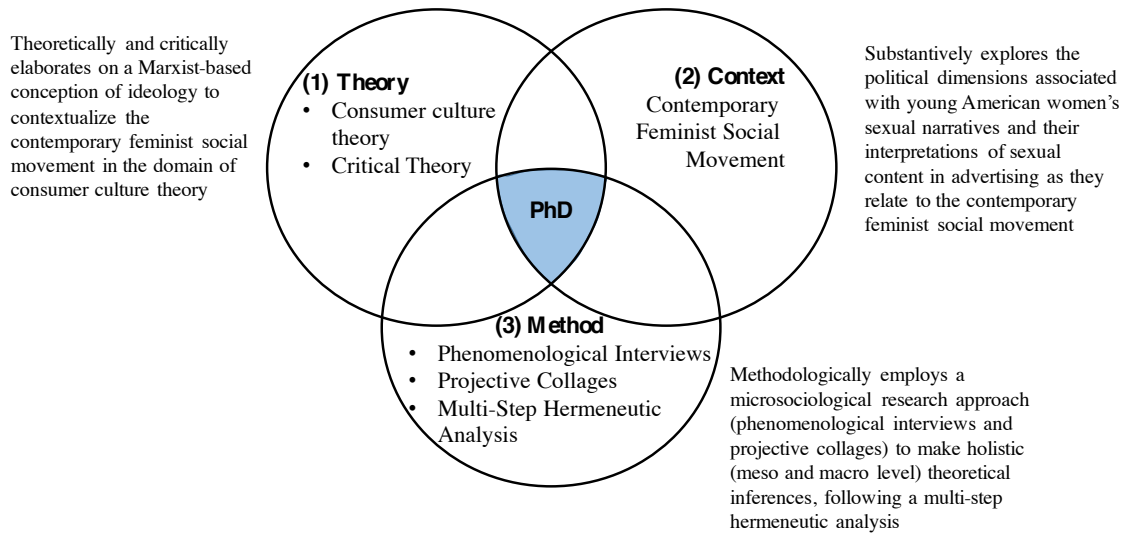 Theoretically and critically
elaborates on a Marxist-based
conception of ideology to
contextualize the
contemporary feminist social
movement in the domain of
consumer culture theory
(1) Theory
• Consumer culture
theory
• Critical Theory
(2) Context
Contemporary
Feminist Social
Movement
Substantively explores the
political dimensions associated
with young American women’s
sexual narratives and their
interpretations of sexual
content in advertising as they
relate to the contemporary
feminist social movement
PhD
(3) Method
• Phenomenological Interviews
• Projective Collages
• Multi-Step Hermeneutic
Analysis
Methodologically employs a
microsociological research approach
(phenomenological interviews and
projective collages) to make holistic
(meso and macro level) theoretical
inferences, following a multi-step
hermeneutic analysis